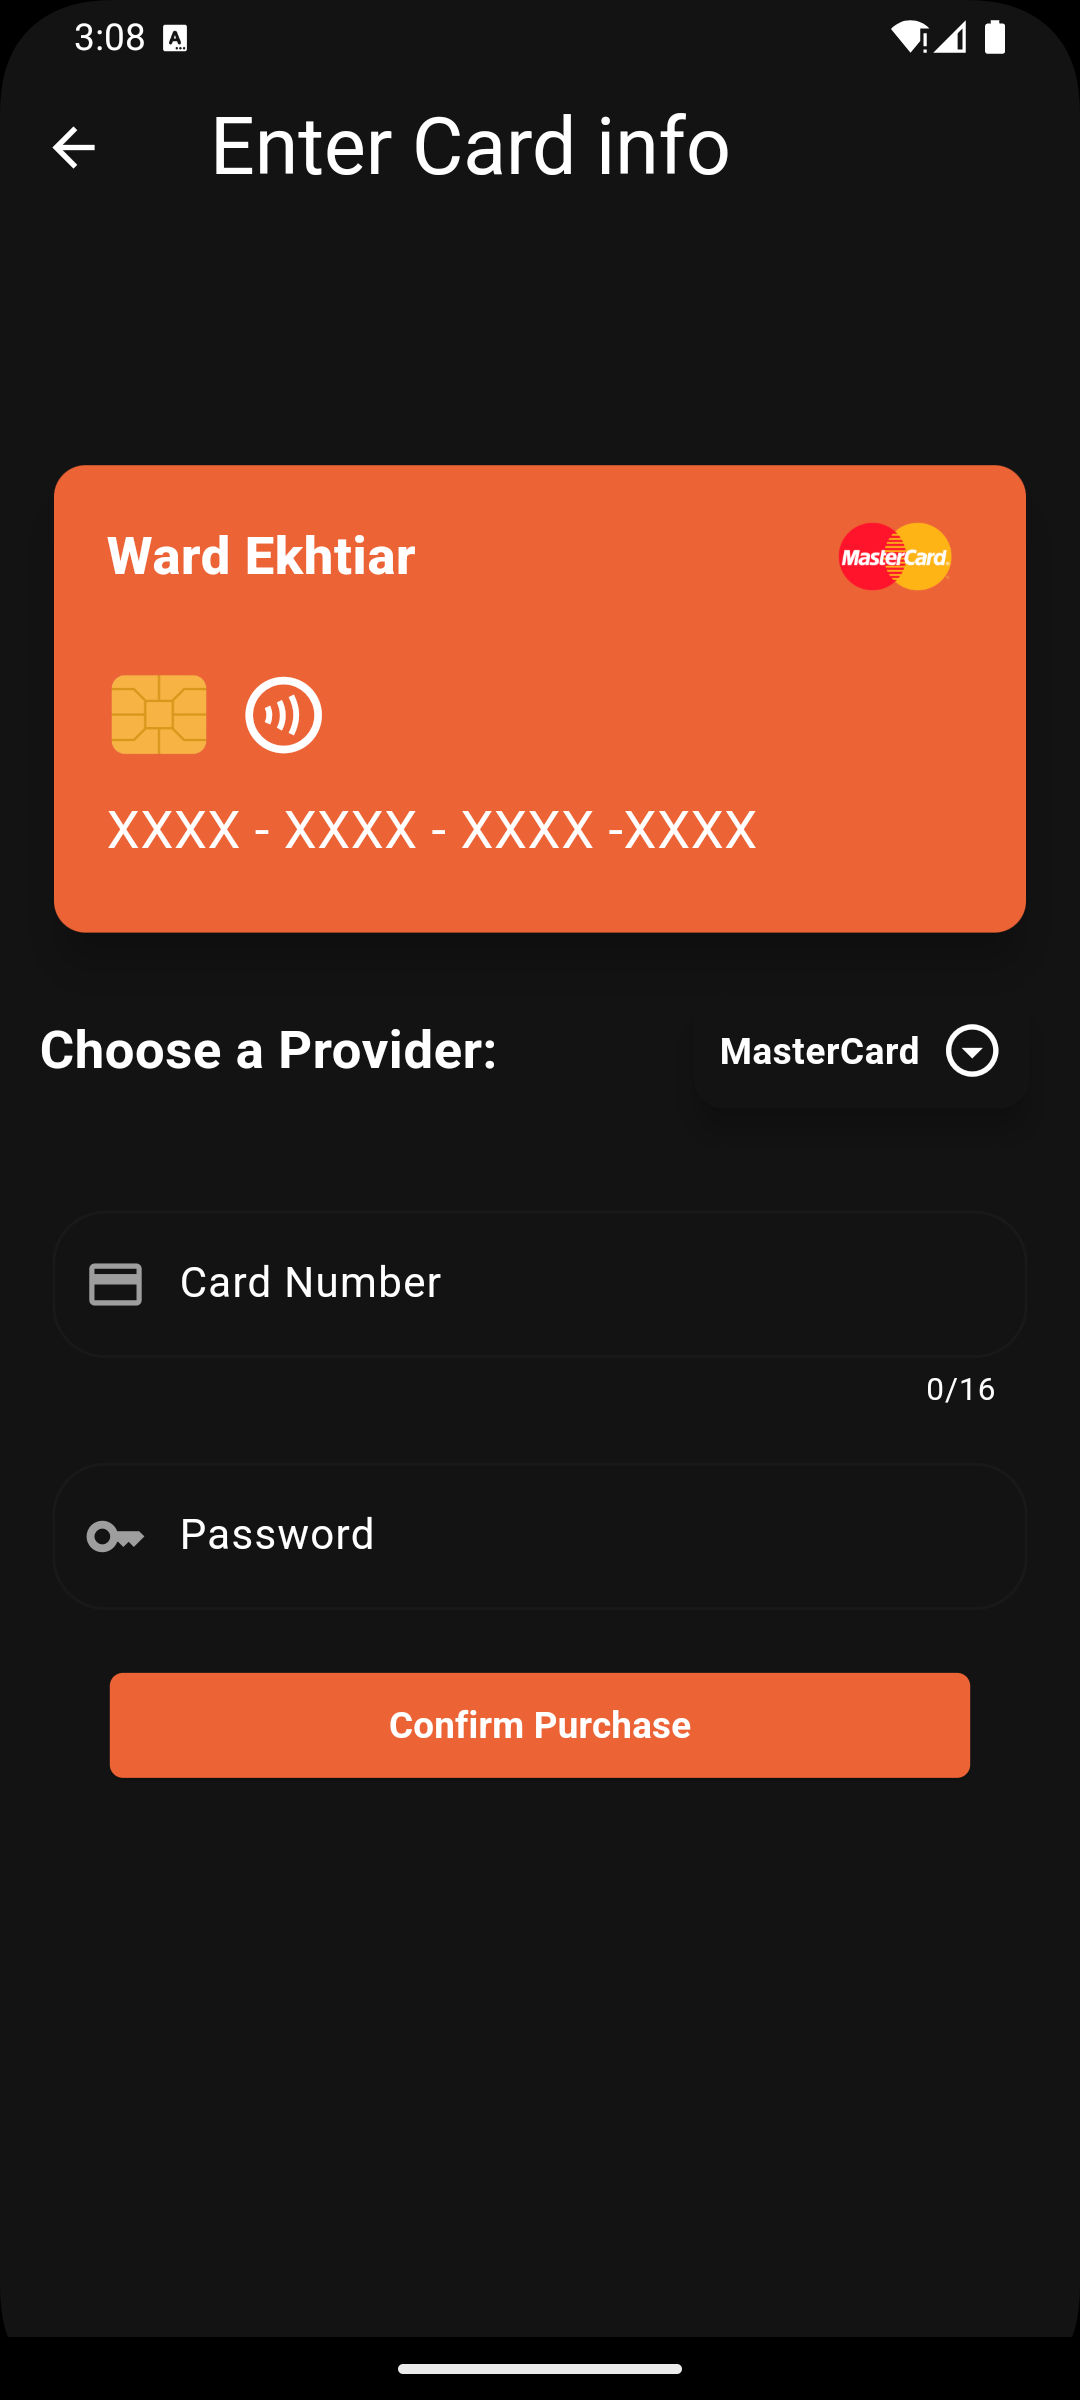 3:08
Enter Card info
Ward Ekhtiar
MasterCard
XXXX - XXXX - XXXX -XXXX
Choose a Provider:
MasterCard
Card Number
0/16
Password
Confirm Purchase